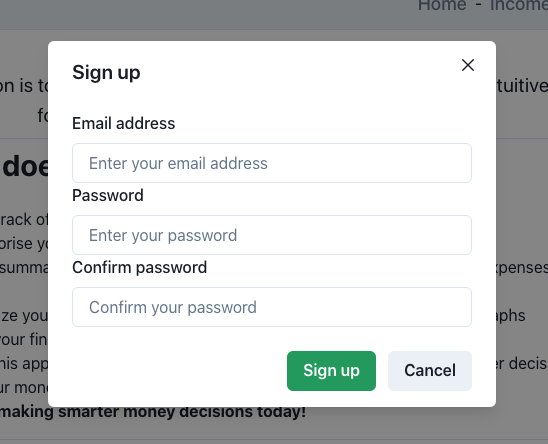 Home - Income
Sign up
on is to
tuitive
fo
Email address
Enter your email address
doe
Password
rack of
Enter your password
orise yo
Confirm password
summa
xpenses
Confirm your password
ze you
aphs
your fin
his app
er decis
Sign up
Cancel
ur mon
making smarter money decisions today!